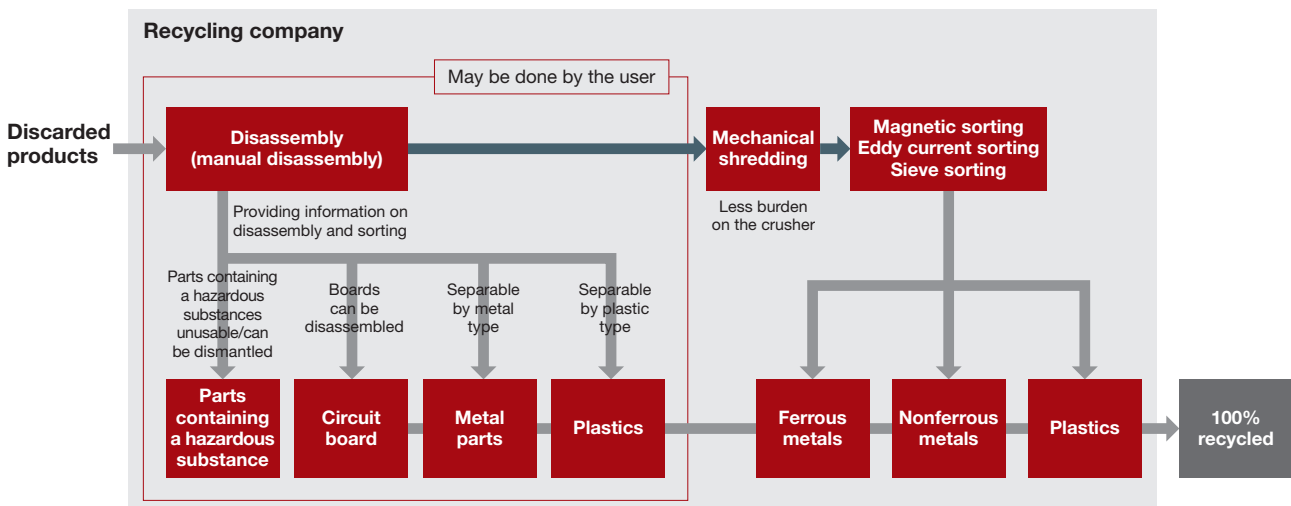 Recycling company
May be done by the user
Discarded
products
Disassembly
(manual disassembly)
Mechanical
shredding
Magnetic sorting
Eddy current sorting
Sieve sorting
Providing information on
disassembly and sorting
Less burden
on the crusher
Parts containing
a hazardous
substances
unusable/can
be dismantled
Boards
can be
disassembled
Separable
by metal
type
Separable
by plastic
type
Parts
containing
a hazardous
substance
Circuit
board
Metal
parts
Plastics
Ferrous
metals
Nonferrous
metals
Plastics
100%
recycled